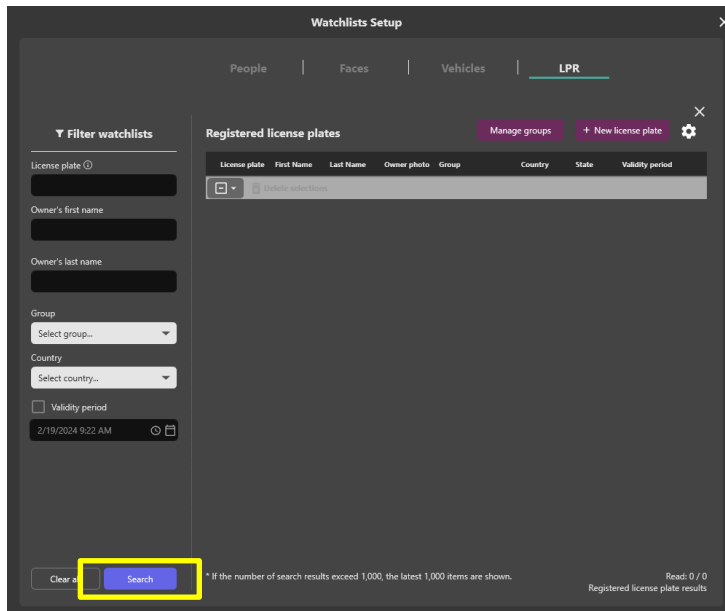 Watchlists Setup
People
Faces
Vehicles
LPR
Filter watchlists
License plate
Owner's first name
Owner's last name
Group
Select group...
Country
Select country...
Validity period
2/19/2024 9:22 AM
Clear
Search
Registered license plates
Manage groups
+ New license plate
License plate First Name Last Name Owner photo Group Country State Validity period
Delete selections
* If the number of search results exceed 1,000, the latest 1,000 items are shown.
Read: 0 / 0
Registered license plate results